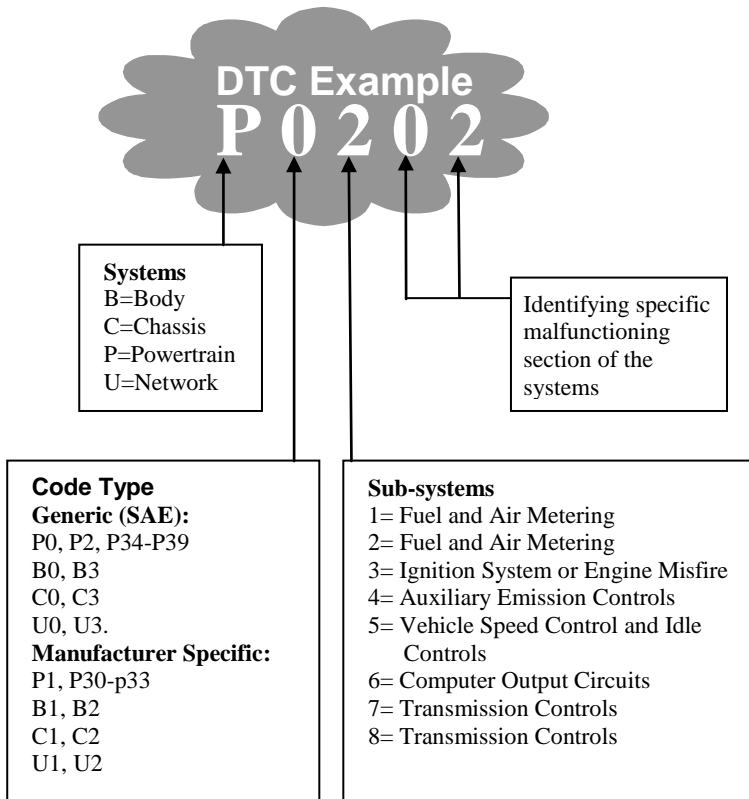 DTC Example
P 0 2 0 2
Systems
B=Body
C=Chassis
P=Powertrain
U=Network
Identifying specific
malfunctioning
section of the
systems
Code Type
Generic (SAE):
P0, P2, P34-P39
B0, B3
C0, C3
U0, U3.
Manufacturer Specific:
P1, P30-p33
B1, B2
C1, C2
U1, U2
Sub-systems
1= Fuel and Air Metering
2= Fuel and Air Metering
3= Ignition System or Engine Misfire
4= Auxiliary Emission Controls
5= Vehicle Speed Control and Idle
Controls
6= Computer Output Circuits
7= Transmission Controls
8= Transmission Controls